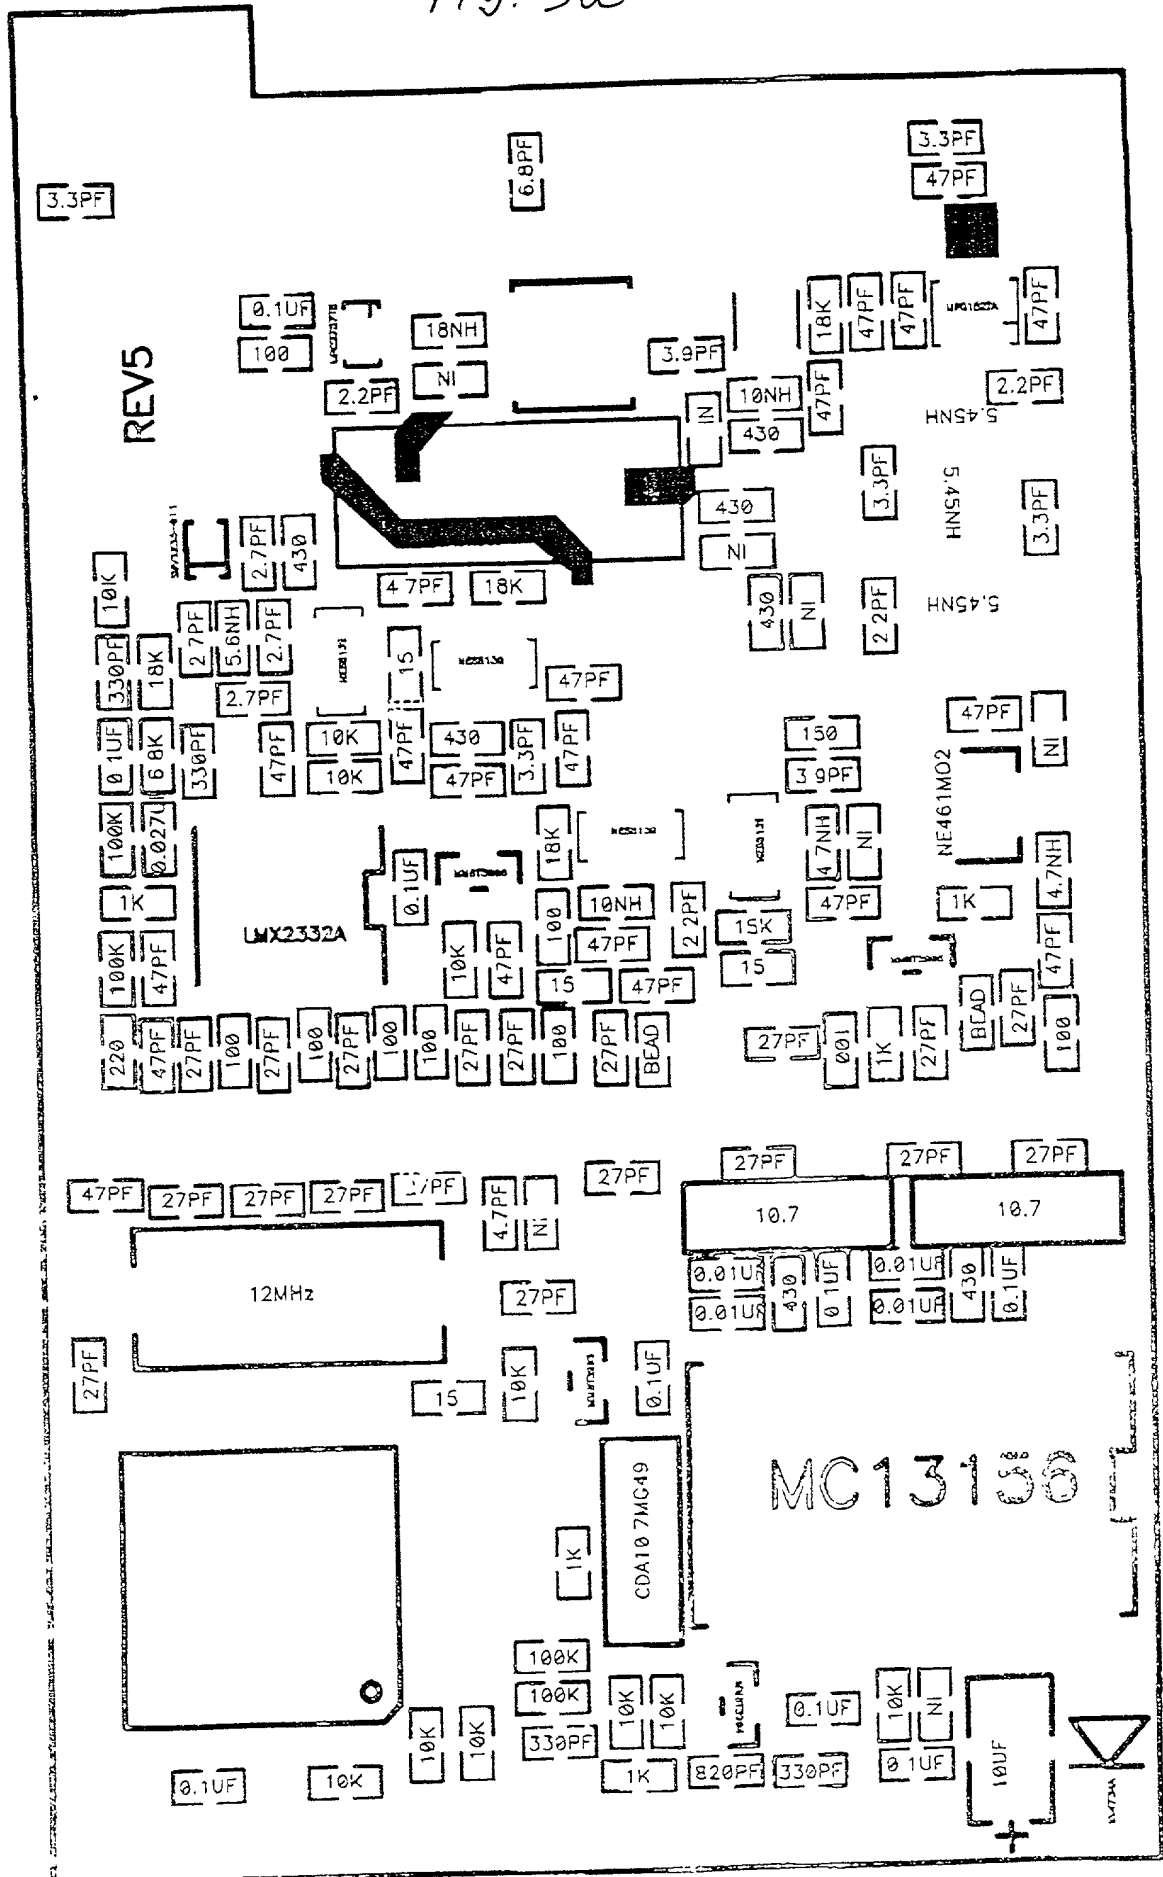 3.3PF
3.3PF
47PF
6.8PF
REV5
0.1UF
100
18NH
NI
2.2PF
3.9PF
18K
47PF
47PF
47PF
10NH
430
47PF
NI
2.2PF
5.45NH
3.3PF
5.45NH
3.3PF
430
NI
2.7PF
430
10K
4.7PF
18K
430
NI
2.2PF
5.45NH
330PF
18K
2.7PF
5.6NH
2.7PF
2.7PF
15
47PF
0.1UF
6.8K
330PF
47PF
10K
10K
47PF
430
47PF
3.3PF
47PF
150
3.9PF
47PF
NI
NE461MO2
100K
0.027U
1K
LMX2332A
0.1UF
18K
4.7NH
NI
47PF
1K
4.7NH
100K
47PF
10K
47PF
100
10NH
47PF
2.2PF
15K
15
15
47PF
47PF
220
47PF
27PF
100
27PF
100
27PF
100
100
27PF
27PF
100
27PF
BEAD
27PF
100
1K
27PF
BEAD
27PF
100
47PF
27PF
27PF
27PF
27PF
4.7PF
NI
27PF
27PF
27PF
27PF
10.7
10.7
12MHz
27PF
0.01UF
0.01UF
430
0.1UF
0.01UF
0.01UF
430
0.1UF
27PF
15
10K
0.1UF
MC13136
CDA10.7MG49
1K
100K
100K
330PF
10K
10K
10K
10K
0.1UF
10K
NI
10UF
0.1UF
10K
1K
820PF
330PF
0.1UF
+